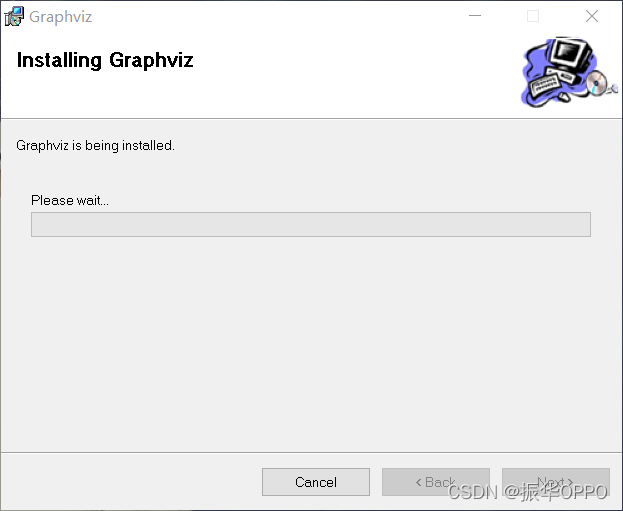 Graphviz
Installing Graphviz
Graphviz is being installed.
Please wait...
Cancel
< Back
Next >
CSDN @振华OPPO